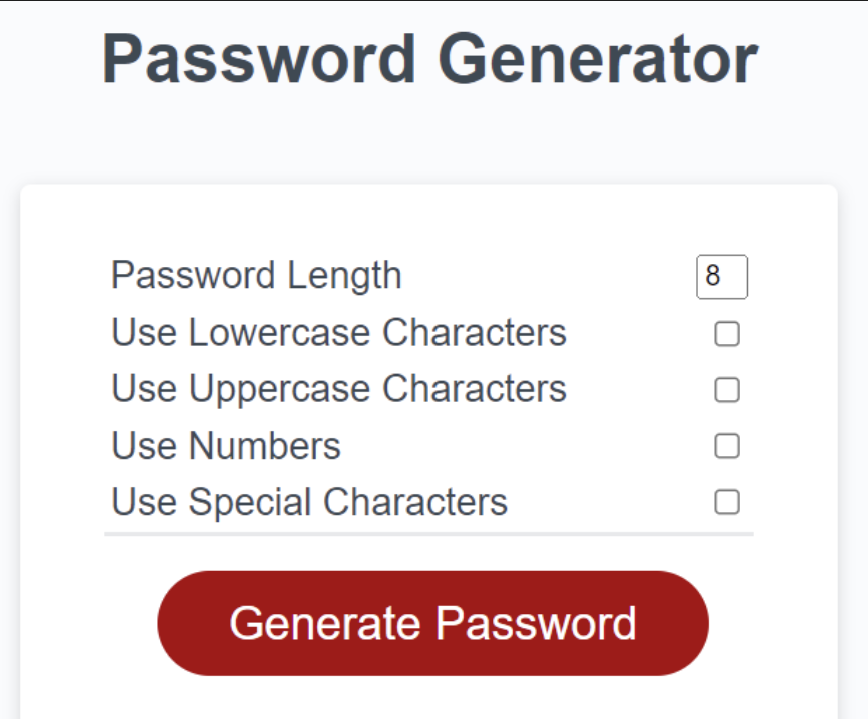 Password Generator
Password Length 8
Use Lowercase Characters
Use Uppercase Characters
Use Numbers
Use Special Characters
Generate Password